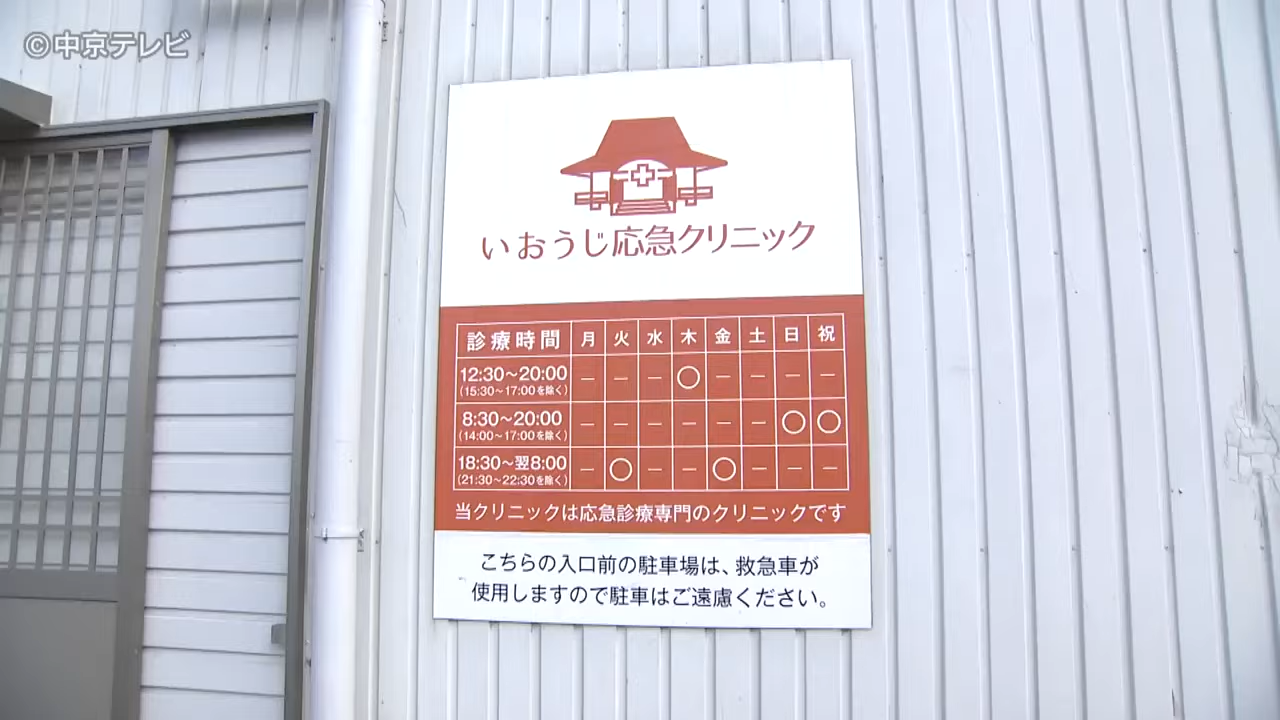 ©中京テレビ
いおうじ応急クリニック
診療時間 月 火 水 木 金 土 日 祝
12:30～20:00 － － － ○ － － － －
(15:30～17:00を除く)
8:30～20:00 － － － － － － ○ ○
(14:00～17:00を除く)
18:30～翌8:00 － ○ － － ○ － － －
(21:30～22:30を除く)
当クリニックは応急診療専門のクリニックです
こちらの入口前の駐車場は、救急車が
使用しますので駐車はご遠慮ください。